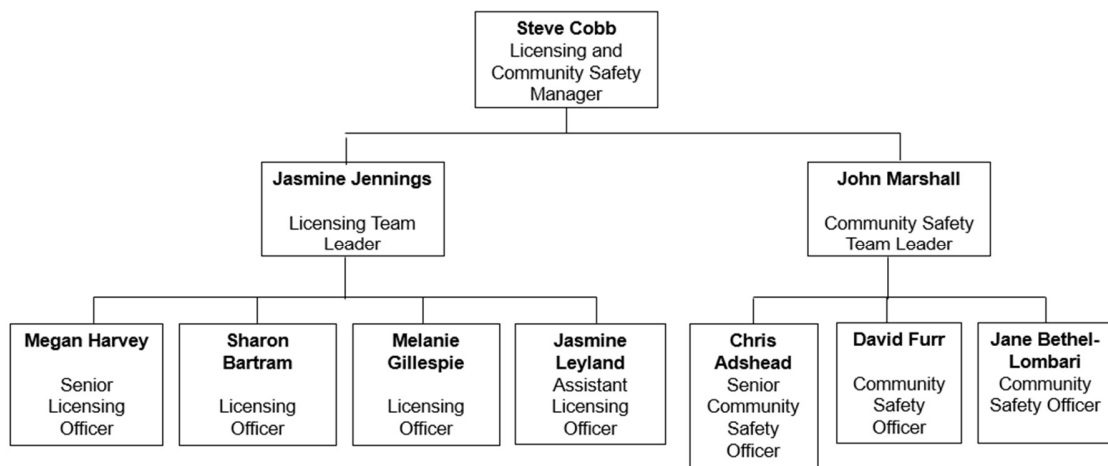 Steve Cobb
Licensing and
Community Safety
Manager
Jasmine Jennings
Licensing Team
Leader
John Marshall
Community Safety
Team Leader
Megan Harvey
Senior
Licensing
Officer
Sharon
Bartram
Licensing
Officer
Melanie
Gillespie
Licensing
Officer
Jasmine
Leyland
Assistant
Licensing
Officer
Chris
Adshead
Senior
Community
Safety
Officer
David Furr
Community
Safety
Officer
Jane Bethel-
Lombari
Community
Safety Officer